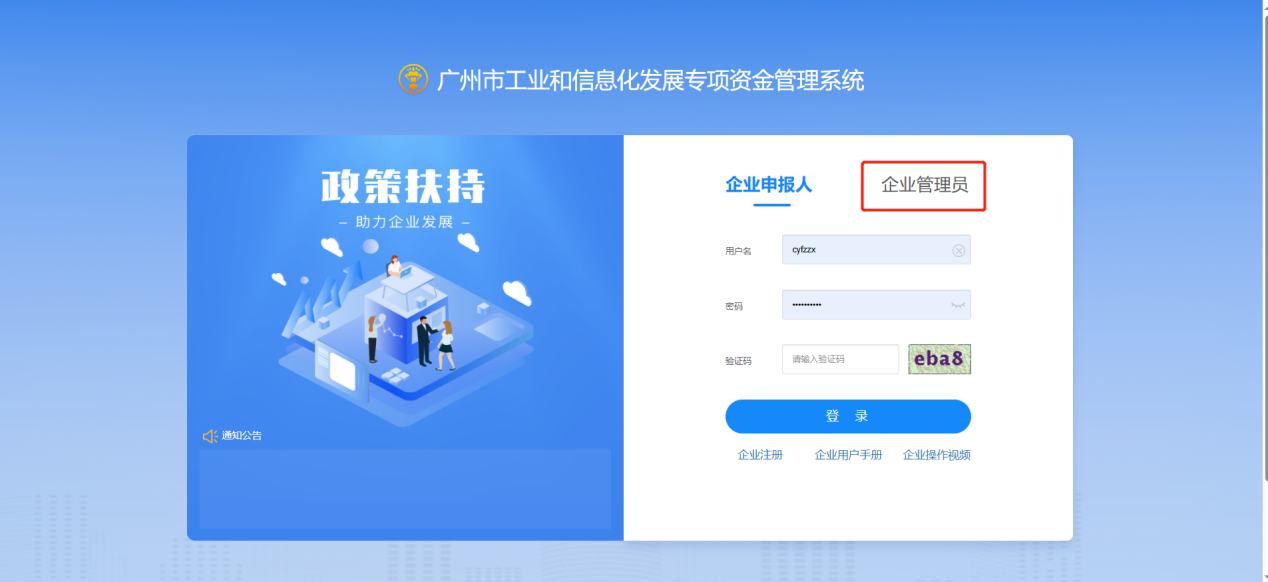 广州市工业和信息化发展专项资金管理系统
政策扶持
– 助力企业发展 –
通知公告
企业申报人
企业管理员
用户名
cyfzzx
密码
••••••••••
验证码
请输入验证码
eba8
登 录
企业注册
企业用户手册
企业操作视频